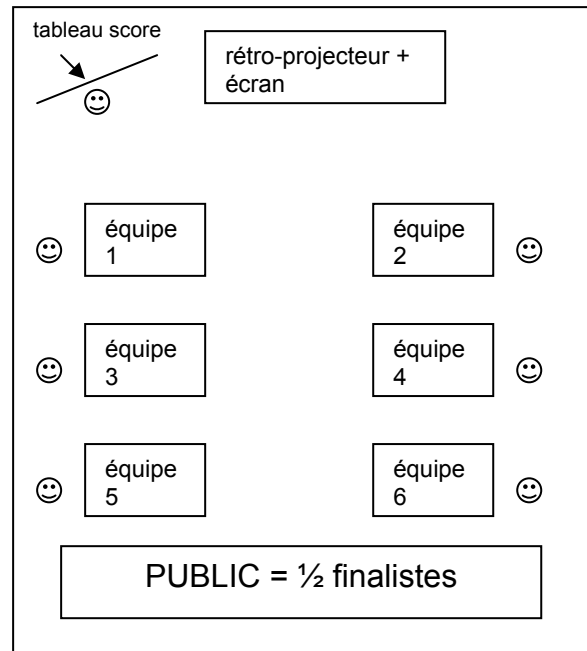 tableau score
rétro-projecteur +
écran
équipe
1
équipe
2
équipe
3
équipe
4
équipe
5
équipe
6
PUBLIC = ½ finalistes